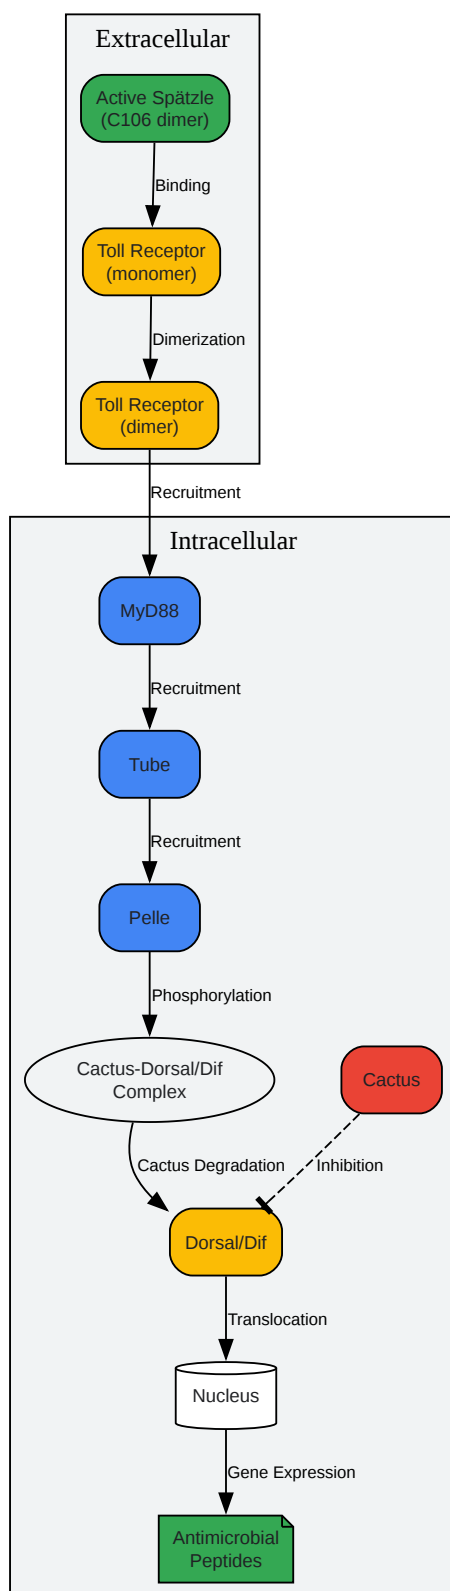 Extracellular
Active Spätzle
(C106 dimer)
Binding
Toll Receptor
(monomer)
Dimerization
Toll Receptor
(dimer)
Recruitment
Intracellular
MyD88
Recruitment
Tube
Recruitment
Pelle
Phosphorylation
Cactus-Dorsal/Dif
Complex
Cactus
Cactus Degradation
Inhibition
Dorsal/Dif
Translocation
Nucleus
Gene Expression
Antimicrobial
Peptides